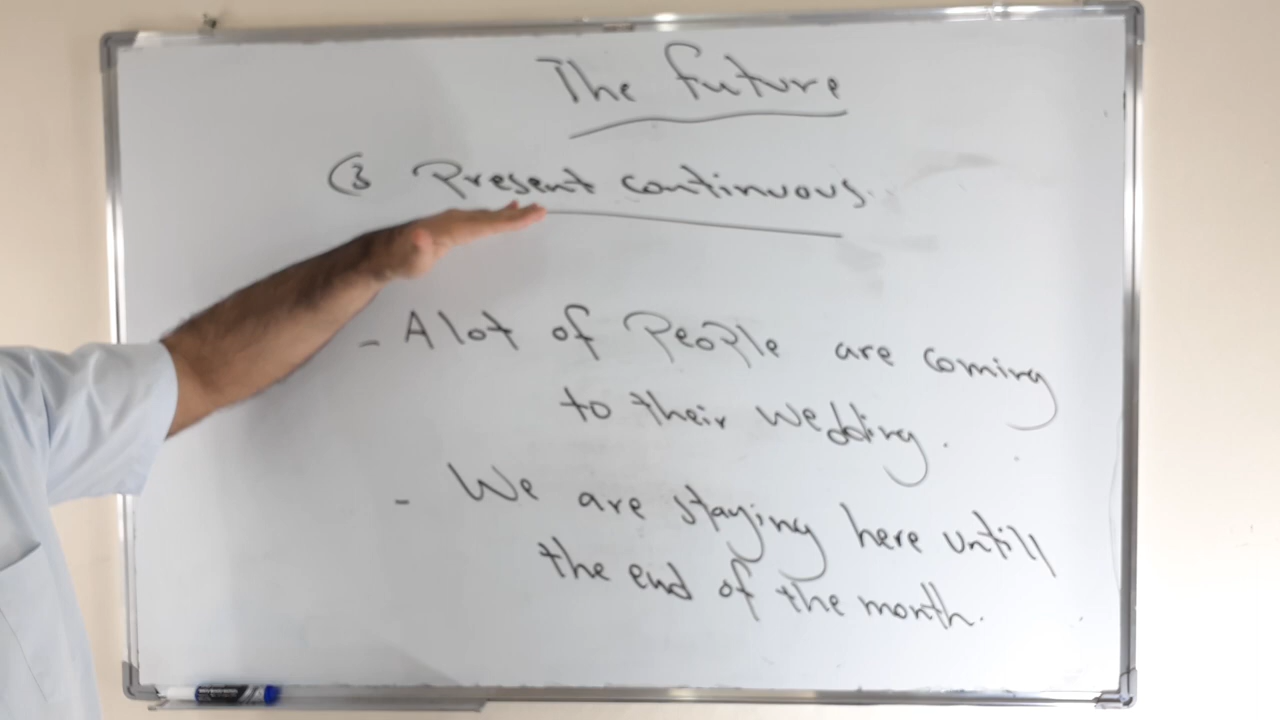 The future
(3 Present continuous.
- A lot of People are coming
to their wedding.
- We are staying here untill
the end of the month.